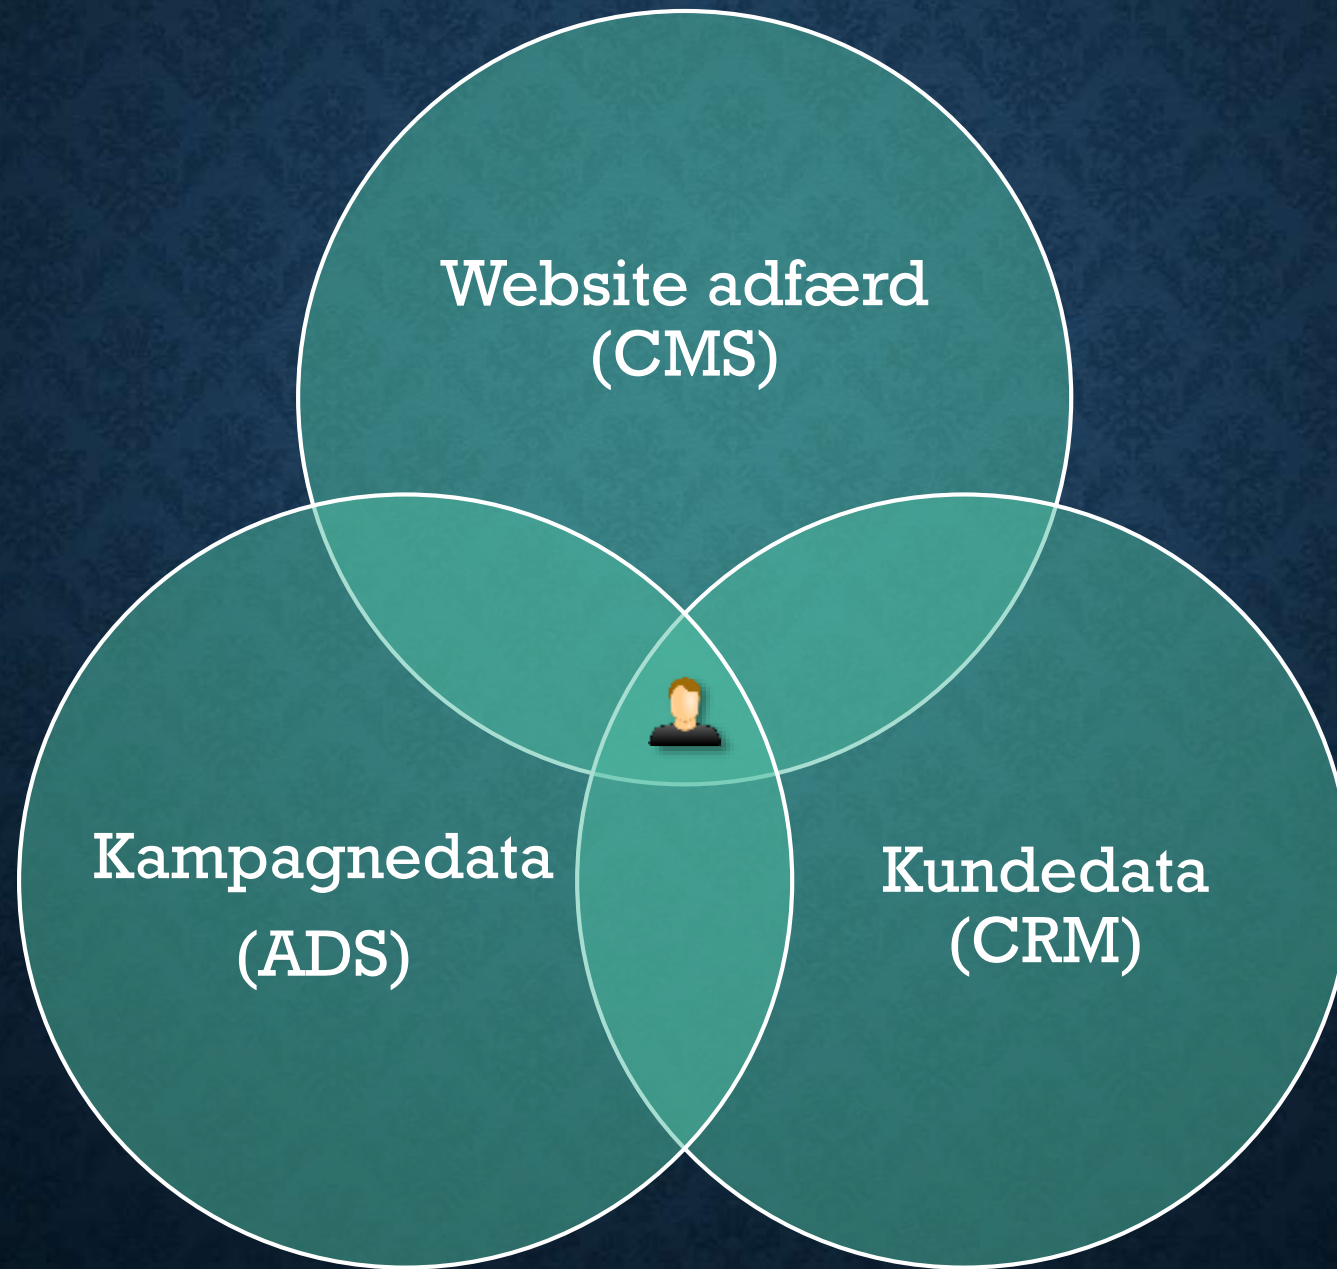 Website adfærd
(CMS)
Kampagnedata
(ADS)
Kundedata
(CRM)